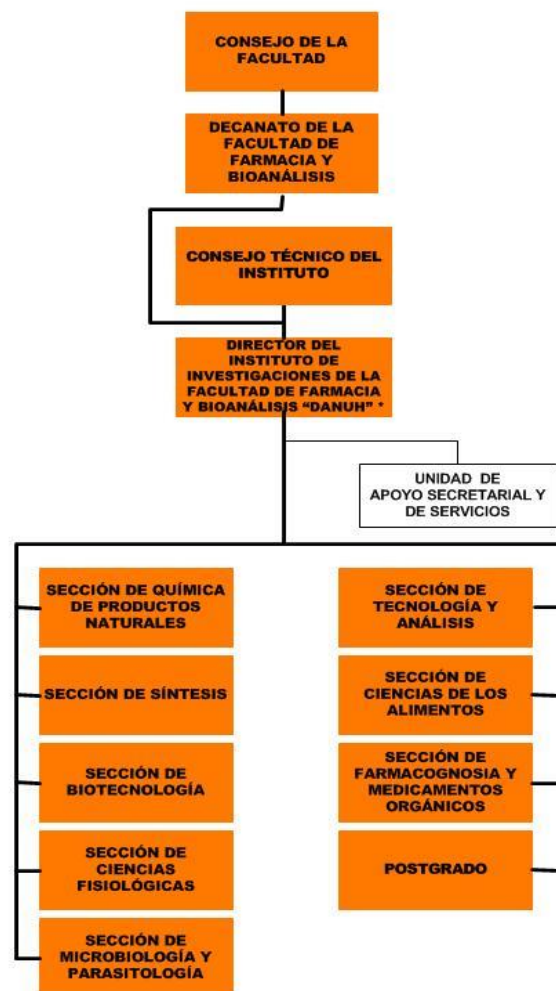 CONSEJO DE LA
FACULTAD
DECANATO DE LA
FACULTAD DE
FARMACIA Y
BIOANÁLISIS
CONSEJO TÉCNICO DEL
INSTITUTO
DIRECTOR DEL
INSTITUTO DE
INVESTIGACIONES DE LA
FACULTAD DE FARMACIA
Y BIOANÁLISIS “DANUH” *
UNIDAD DE
APOYO SECRETARIAL Y
DE SERVICIOS
SECCIÓN DE QUÍMICA
DE PRODUCTOS
NATURALES
SECCIÓN DE SÍNTESIS
SECCIÓN DE
BIOTECNOLOGÍA
SECCIÓN DE
CIENCIAS
FISIOLÓGICAS
SECCIÓN DE
MICROBIOLOGÍA Y
PARASITOLOGÍA
SECCIÓN DE
TECNOLOGÍA Y
ANÁLISIS
SECCIÓN DE
CIENCIAS DE LOS
ALIMENTOS
SECCIÓN DE
FARMACOGNOSIA Y
MEDICAMENTOS
ORGÁNICOS
POSTGRADO